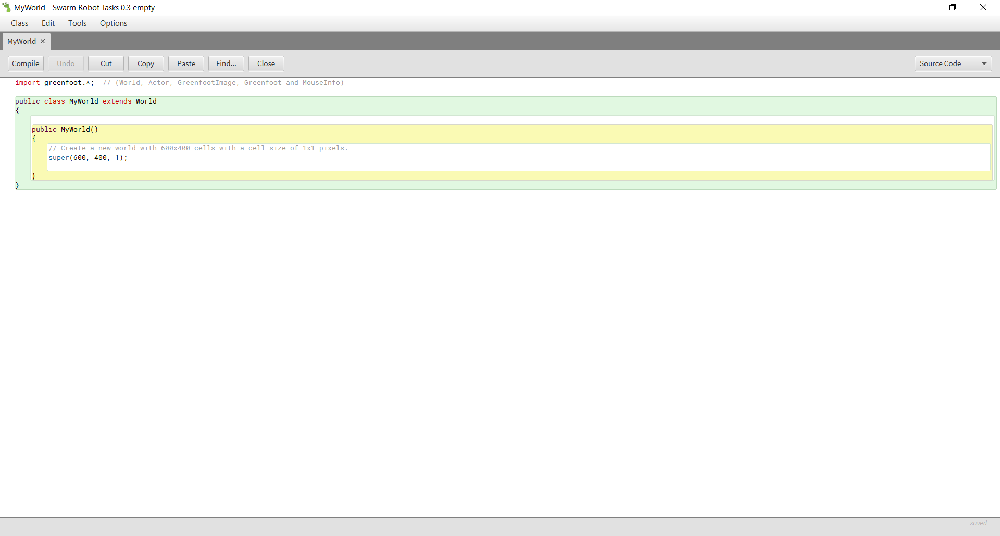 MyWorld - Swarm Robot Tasks 0.3 empty
Class Edit Tools Options
MyWorld
Compile Undo Cut Copy Paste Find... Close Source Code
import greenfoot.*;  // (World, Actor, GreenfootImage, Greenfoot and MouseInfo)
public class MyWorld extends World
{
public MyWorld()
{
// Create a new world with 600x400 cells with a cell size of 1x1 pixels.
super(600, 400, 1);
}
}
saved